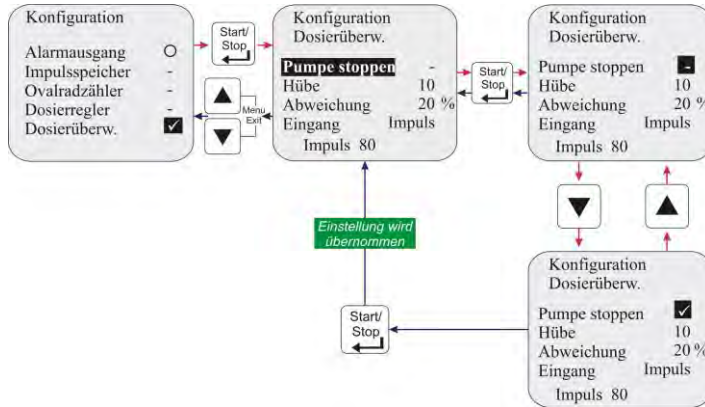 Konfiguration
Alarmausgang
Impulsspeicher -
Ovalradzähler -
Dosierregler -
Dosierüberw.
Start/
Stop
Menu
Exit
Konfiguration
Dosierüberw.
Pumpe stoppen -
Hübe 10
Abweichung 20 %
Eingang Impuls
Impuls 80
Start/
Stop
Konfiguration
Dosierüberw.
Pumpe stoppen -
Hübe 10
Abweichung 20 %
Eingang Impuls
Impuls 80
Einstellung wird
übernommen
Start/
Stop
Konfiguration
Dosierüberw.
Pumpe stoppen
Hübe 10
Abweichung 20 %
Eingang Impuls
Impuls 80